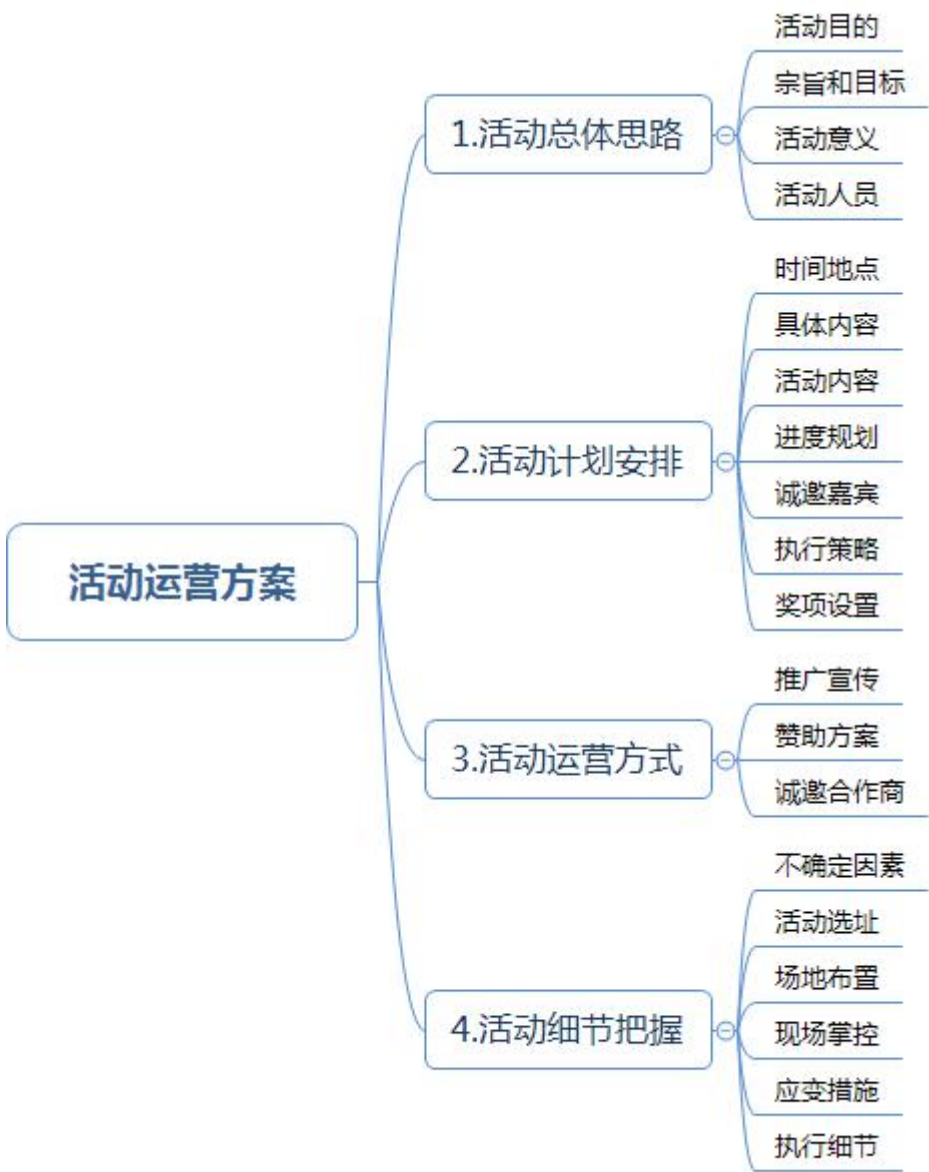 活动运营方案
1.活动总体思路
活动目的
宗旨和目标
活动意义
活动人员
2.活动计划安排
时间地点
具体内容
活动内容
进度规划
诚邀嘉宾
执行策略
奖项设置
3.活动运营方式
推广宣传
赞助方案
诚邀合作商
4.活动细节把握
不确定因素
活动选址
场地布置
现场掌控
应变措施
执行细节